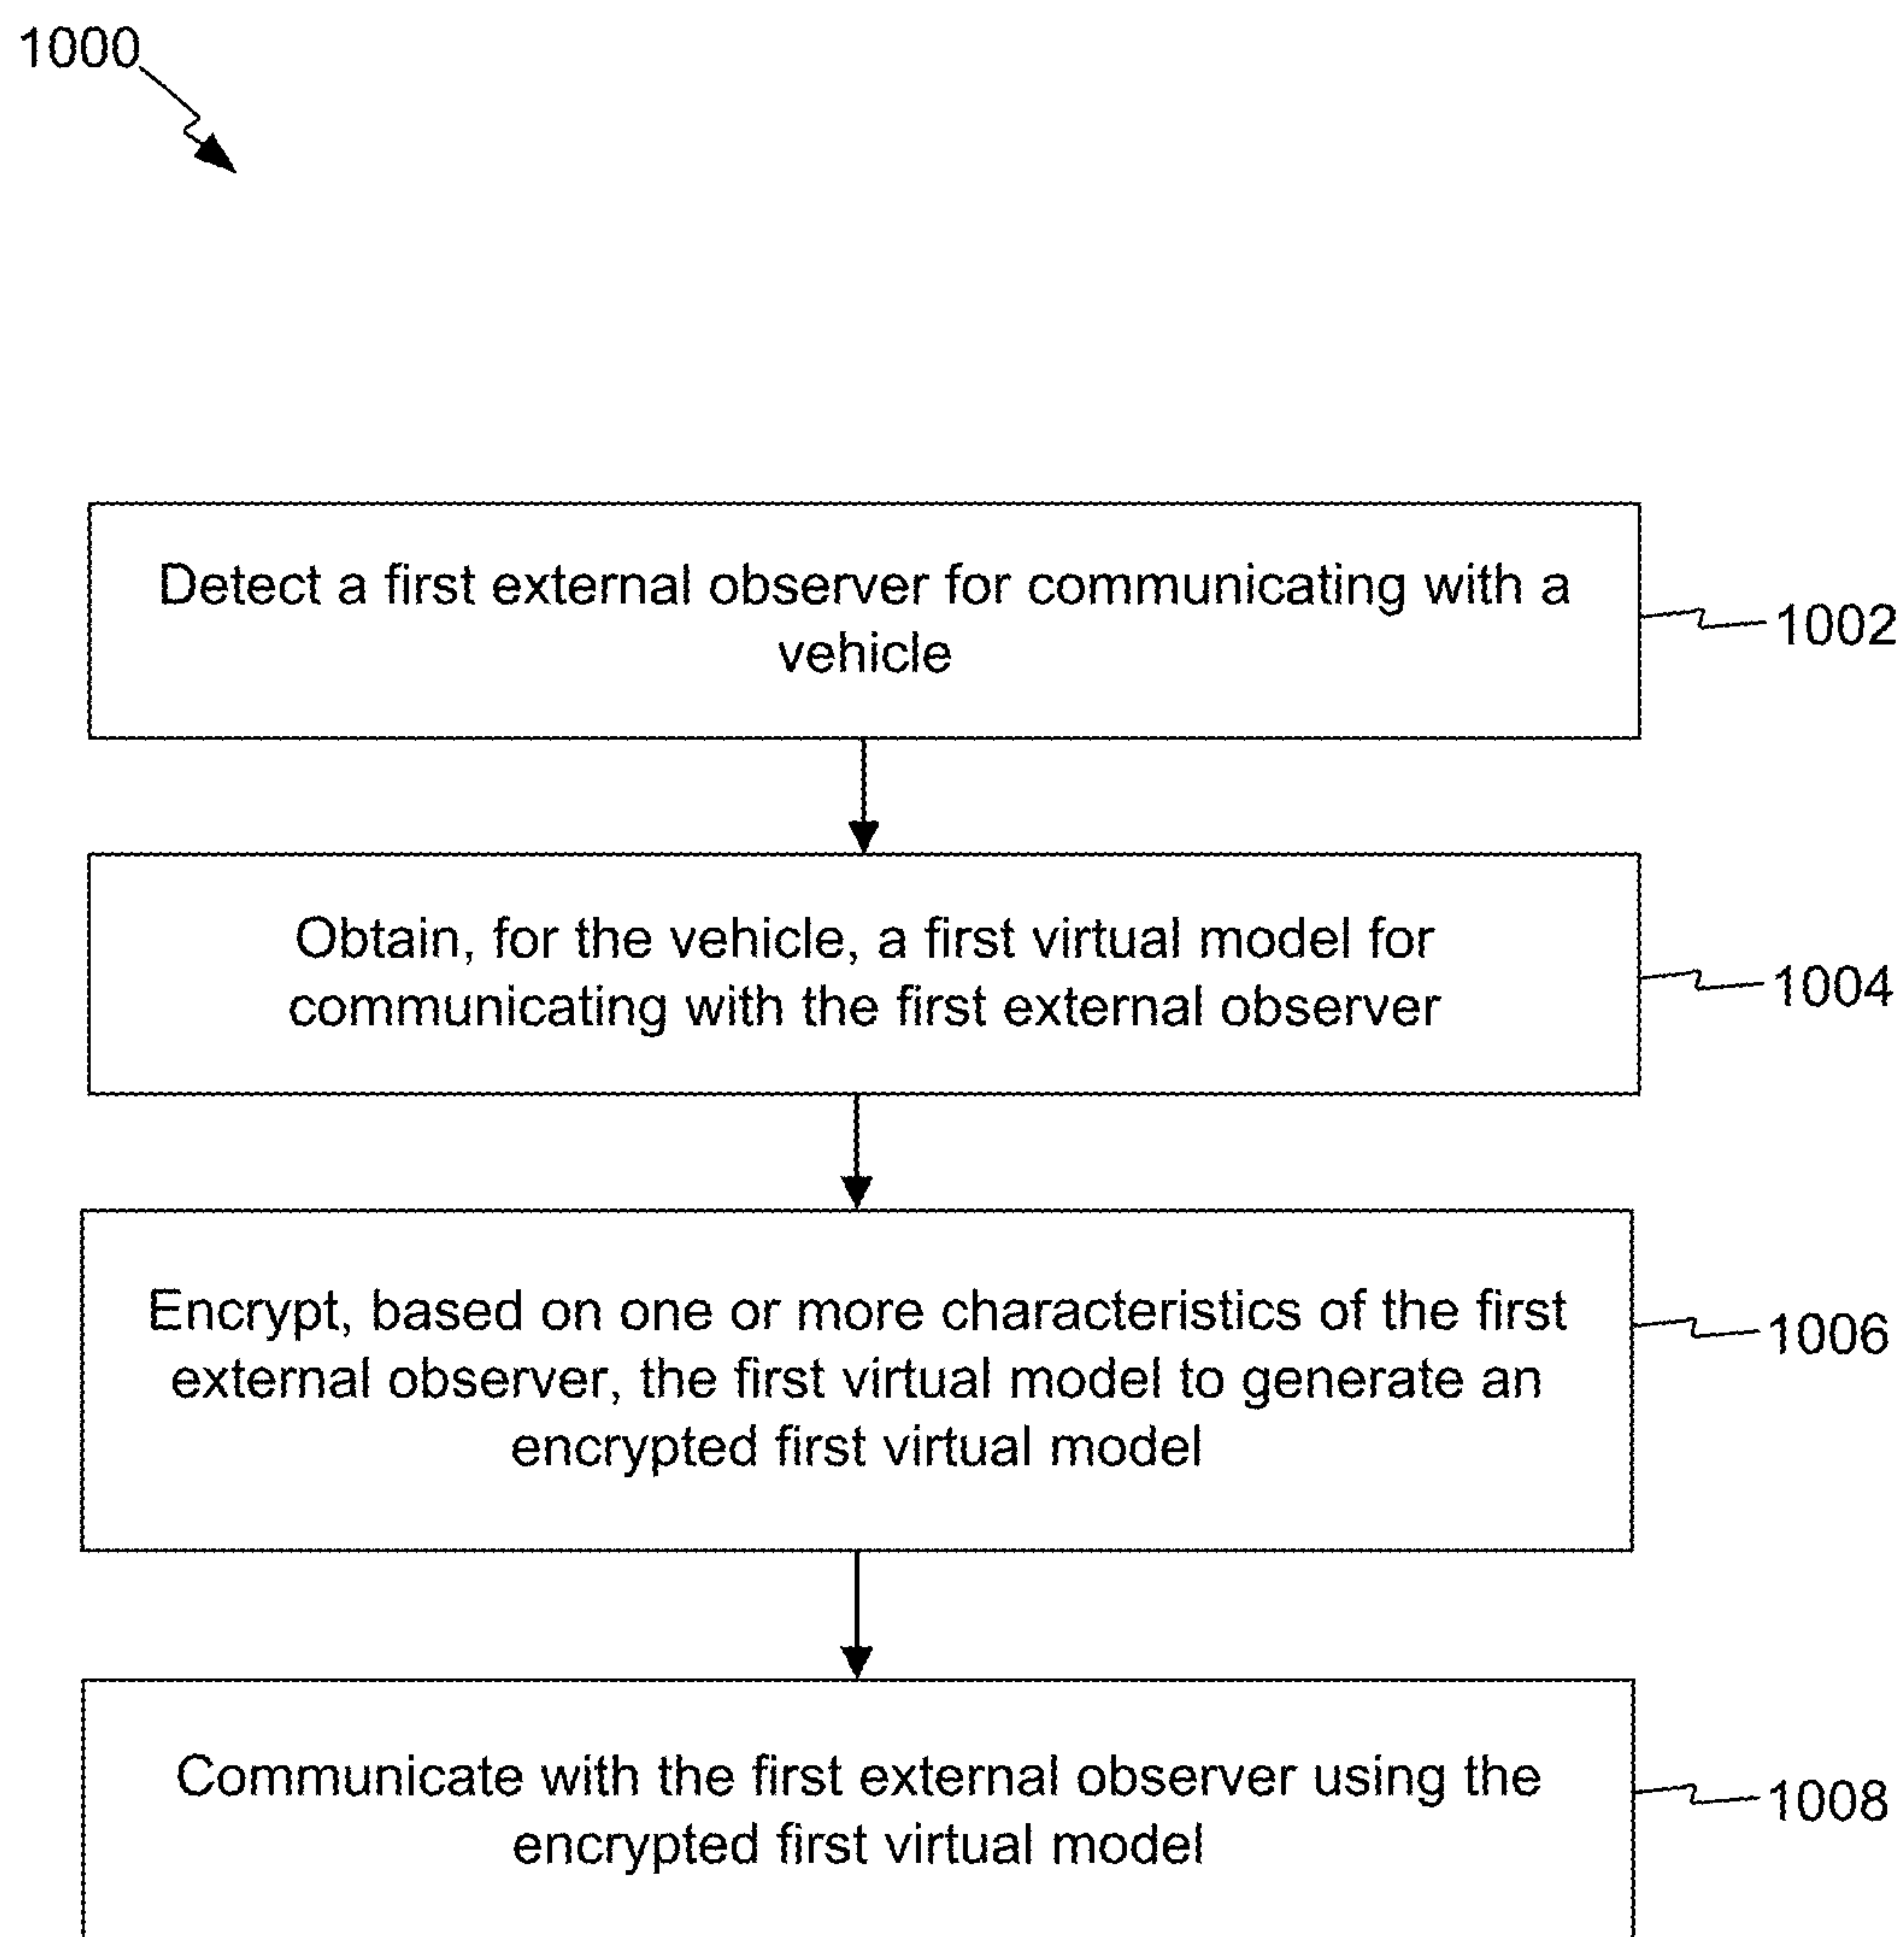 1000
Detect a first external observer for communicating with a
vehicle
1002
Obtain, for the vehicle, a first virtual model for
communicating with the first external observer
1004
Encrypt, based on one or more characteristics of the first
external observer, the first virtual model to generate an
encrypted first virtual model
1006
Communicate with the first external observer using the
encrypted first virtual model
1008